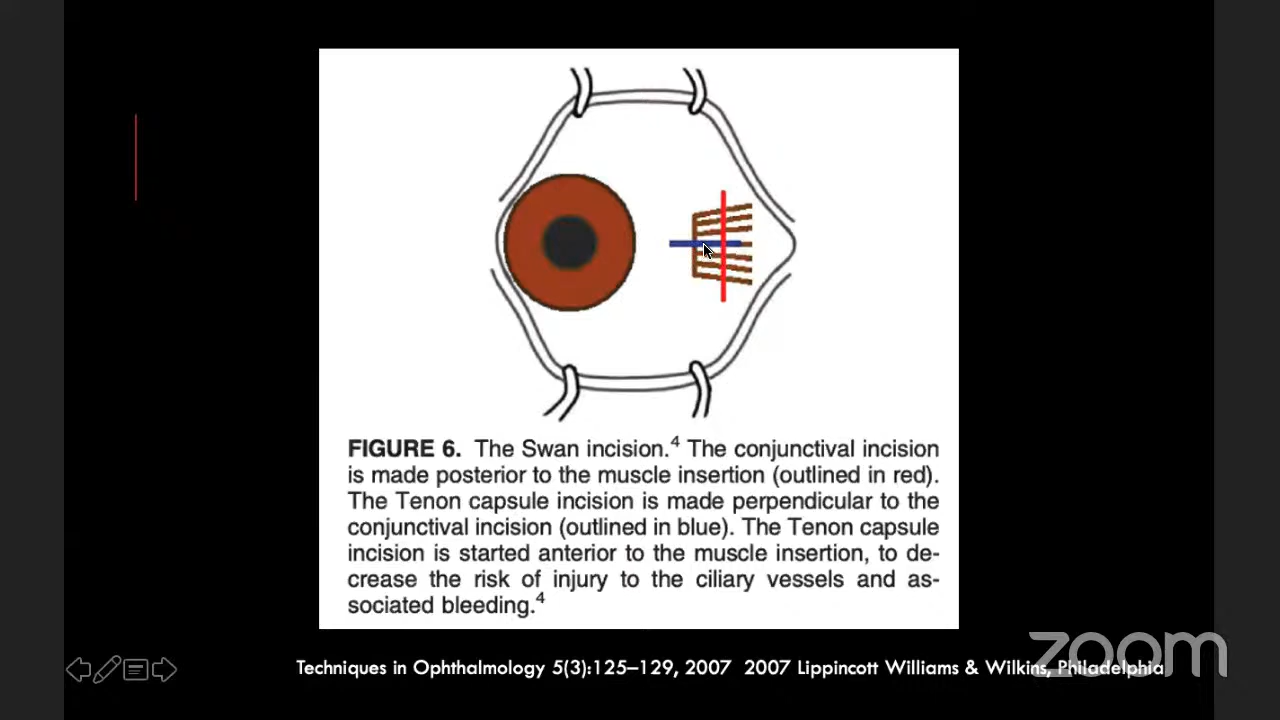 FIGURE 6. The Swan incision.4 The conjunctival incision
is made posterior to the muscle insertion (outlined in red).
The Tenon capsule incision is made perpendicular to the
conjunctival incision (outlined in blue). The Tenon capsule
incision is started anterior to the muscle insertion, to de-
crease the risk of injury to the ciliary vessels and as-
sociated bleeding.4
zoom
Techniques in Ophthalmology 5(3):125–129, 2007  2007 Lippincott Williams & Wilkins, Philadelphia